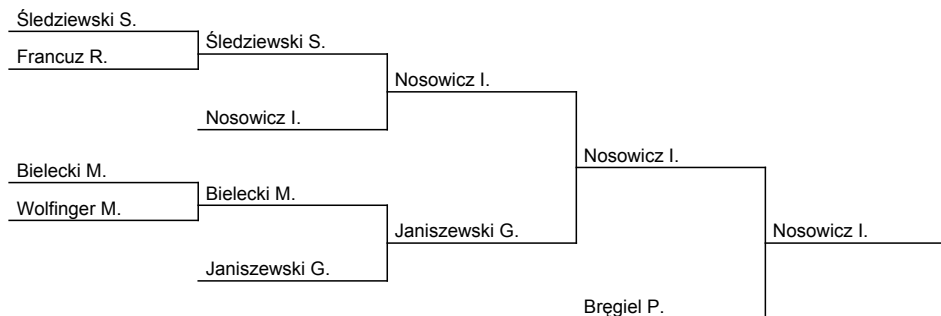 Śledziewski S.
Francuz R.
Śledziewski S.
Nosowicz I.
Nosowicz I.
Bielecki M.
Wolfinger M.
Bielecki M.
Janiszewski G.
Janiszewski G.
Nosowicz I.
Bręgiel P.
Nosowicz I.